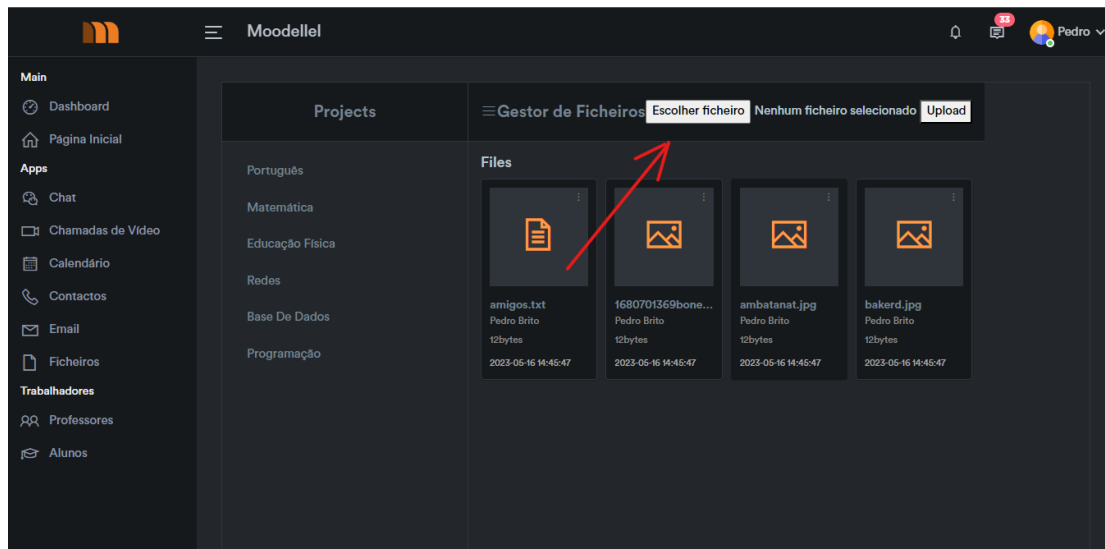 Moodellel
33
Pedro
Main
Dashboard
Página Inicial
Apps
Chat
Chamadas de Vídeo
Calendário
Contactos
Email
Ficheiros
Trabalhadores
Professores
Alunos
Projects
Português
Matemática
Educação Física
Redes
Base De Dados
Programação
Gestor de Ficheiros Escolher ficheiro Nenhum ficheiro selecionado Upload
Files
amigos.txt
Pedro Brito
12bytes
2023-05-16 14:45:47
1680701369bone...
Pedro Brito
12bytes
2023-05-16 14:45:47
ambatanat.jpg
Pedro Brito
12bytes
2023-05-16 14:45:47
bakerd.jpg
Pedro Brito
12bytes
2023-05-16 14:45:47